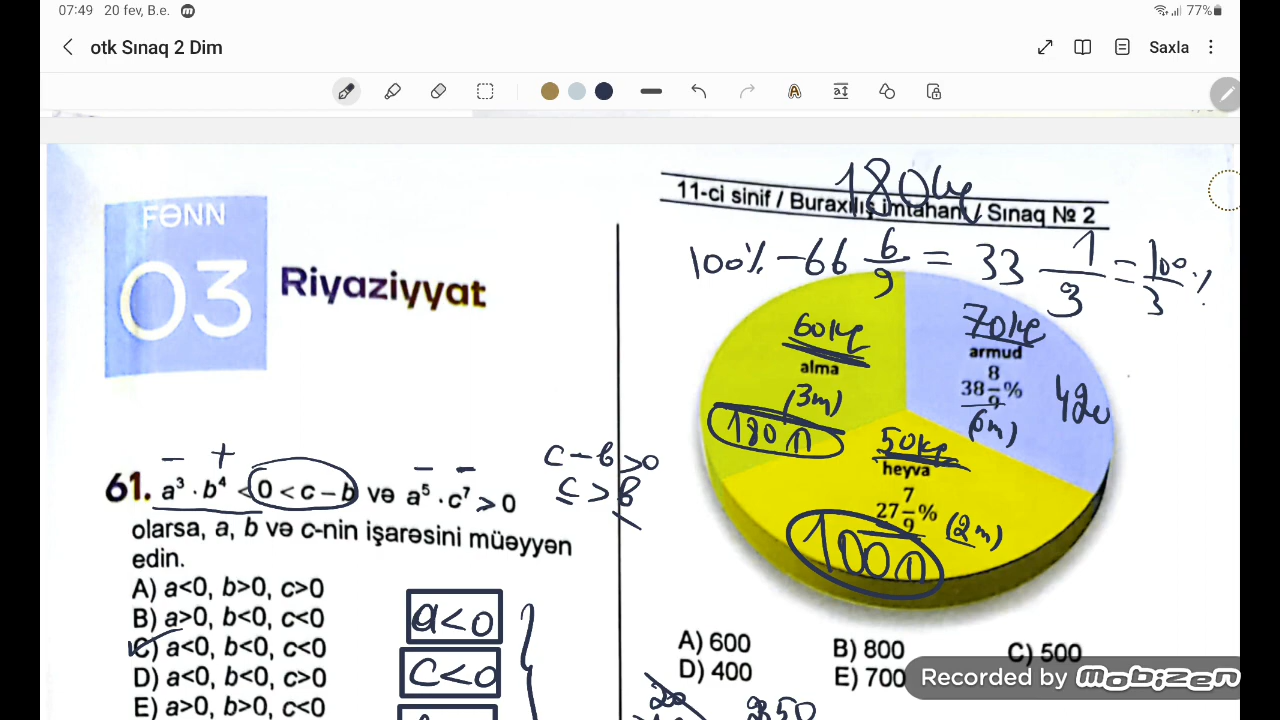 07:49 20 fev, B.e. m 77%
otk Sınaq 2 Dim
Saxla
FƏNN
03
Riyaziyyat
61. a³ · b⁴ < 0 < c – b və a⁵ · c⁷ > 0
olarsa, a, b və c-nin işarəsini müəyyən
edin.
A) a<0, b>0, c>0
B) a>0, b<0, c<0
C) a<0, b<0, c<0
D) a<0, b<0, c>0
E) a>0, b>0, c<0
– + – –
c – b >0
c > b
a<0
c<0
180kq
11-ci sinif / Buraxılış imtahanı / Sınaq № 2
100% – 66 6/9 = 33 1/3 = 100/3 %
60kq
alma
(3m)
180 n
70kq
armud
38 8/9 %
(6m)
420
50kq
heyva
27 7/9 %
(2m)
100 n
A) 600 B) 800 C) 500
D) 400 E) 700
Recorded by mobizen